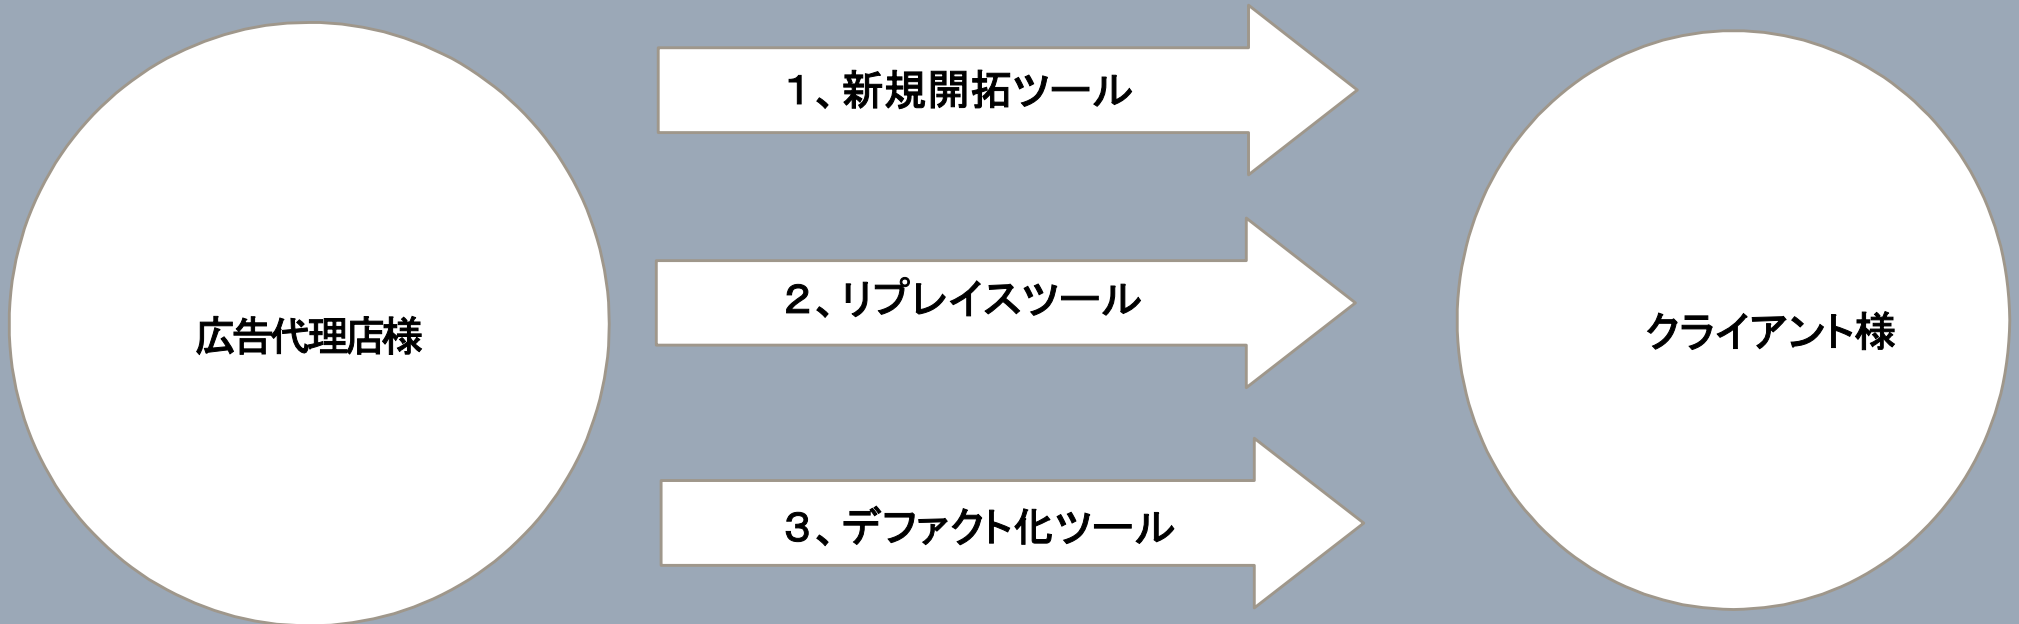 広告代理店様
１、新規開拓ツール
２、リプレイスツール
３、デファクト化ツール
クライアント様